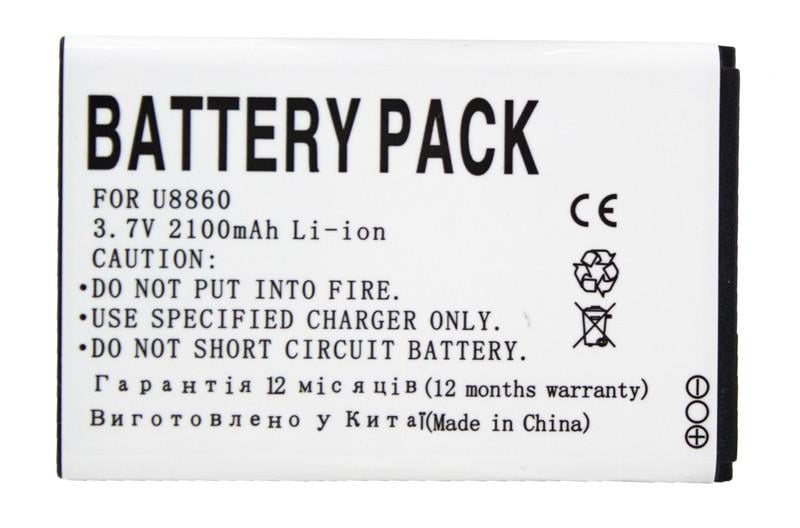 BATTERY PACK
FOR U8860
3.7V 2100mAh Li-ion
CAUTION:
•DO NOT PUT INTO FIRE.
•USE SPECIFIED CHARGER ONLY.
•DO NOT SHORT CIRCUIT BATTERY.
Гарантія 12 місяців (12 months warranty)
Виготовлено у Китаї(Made in China)
CE